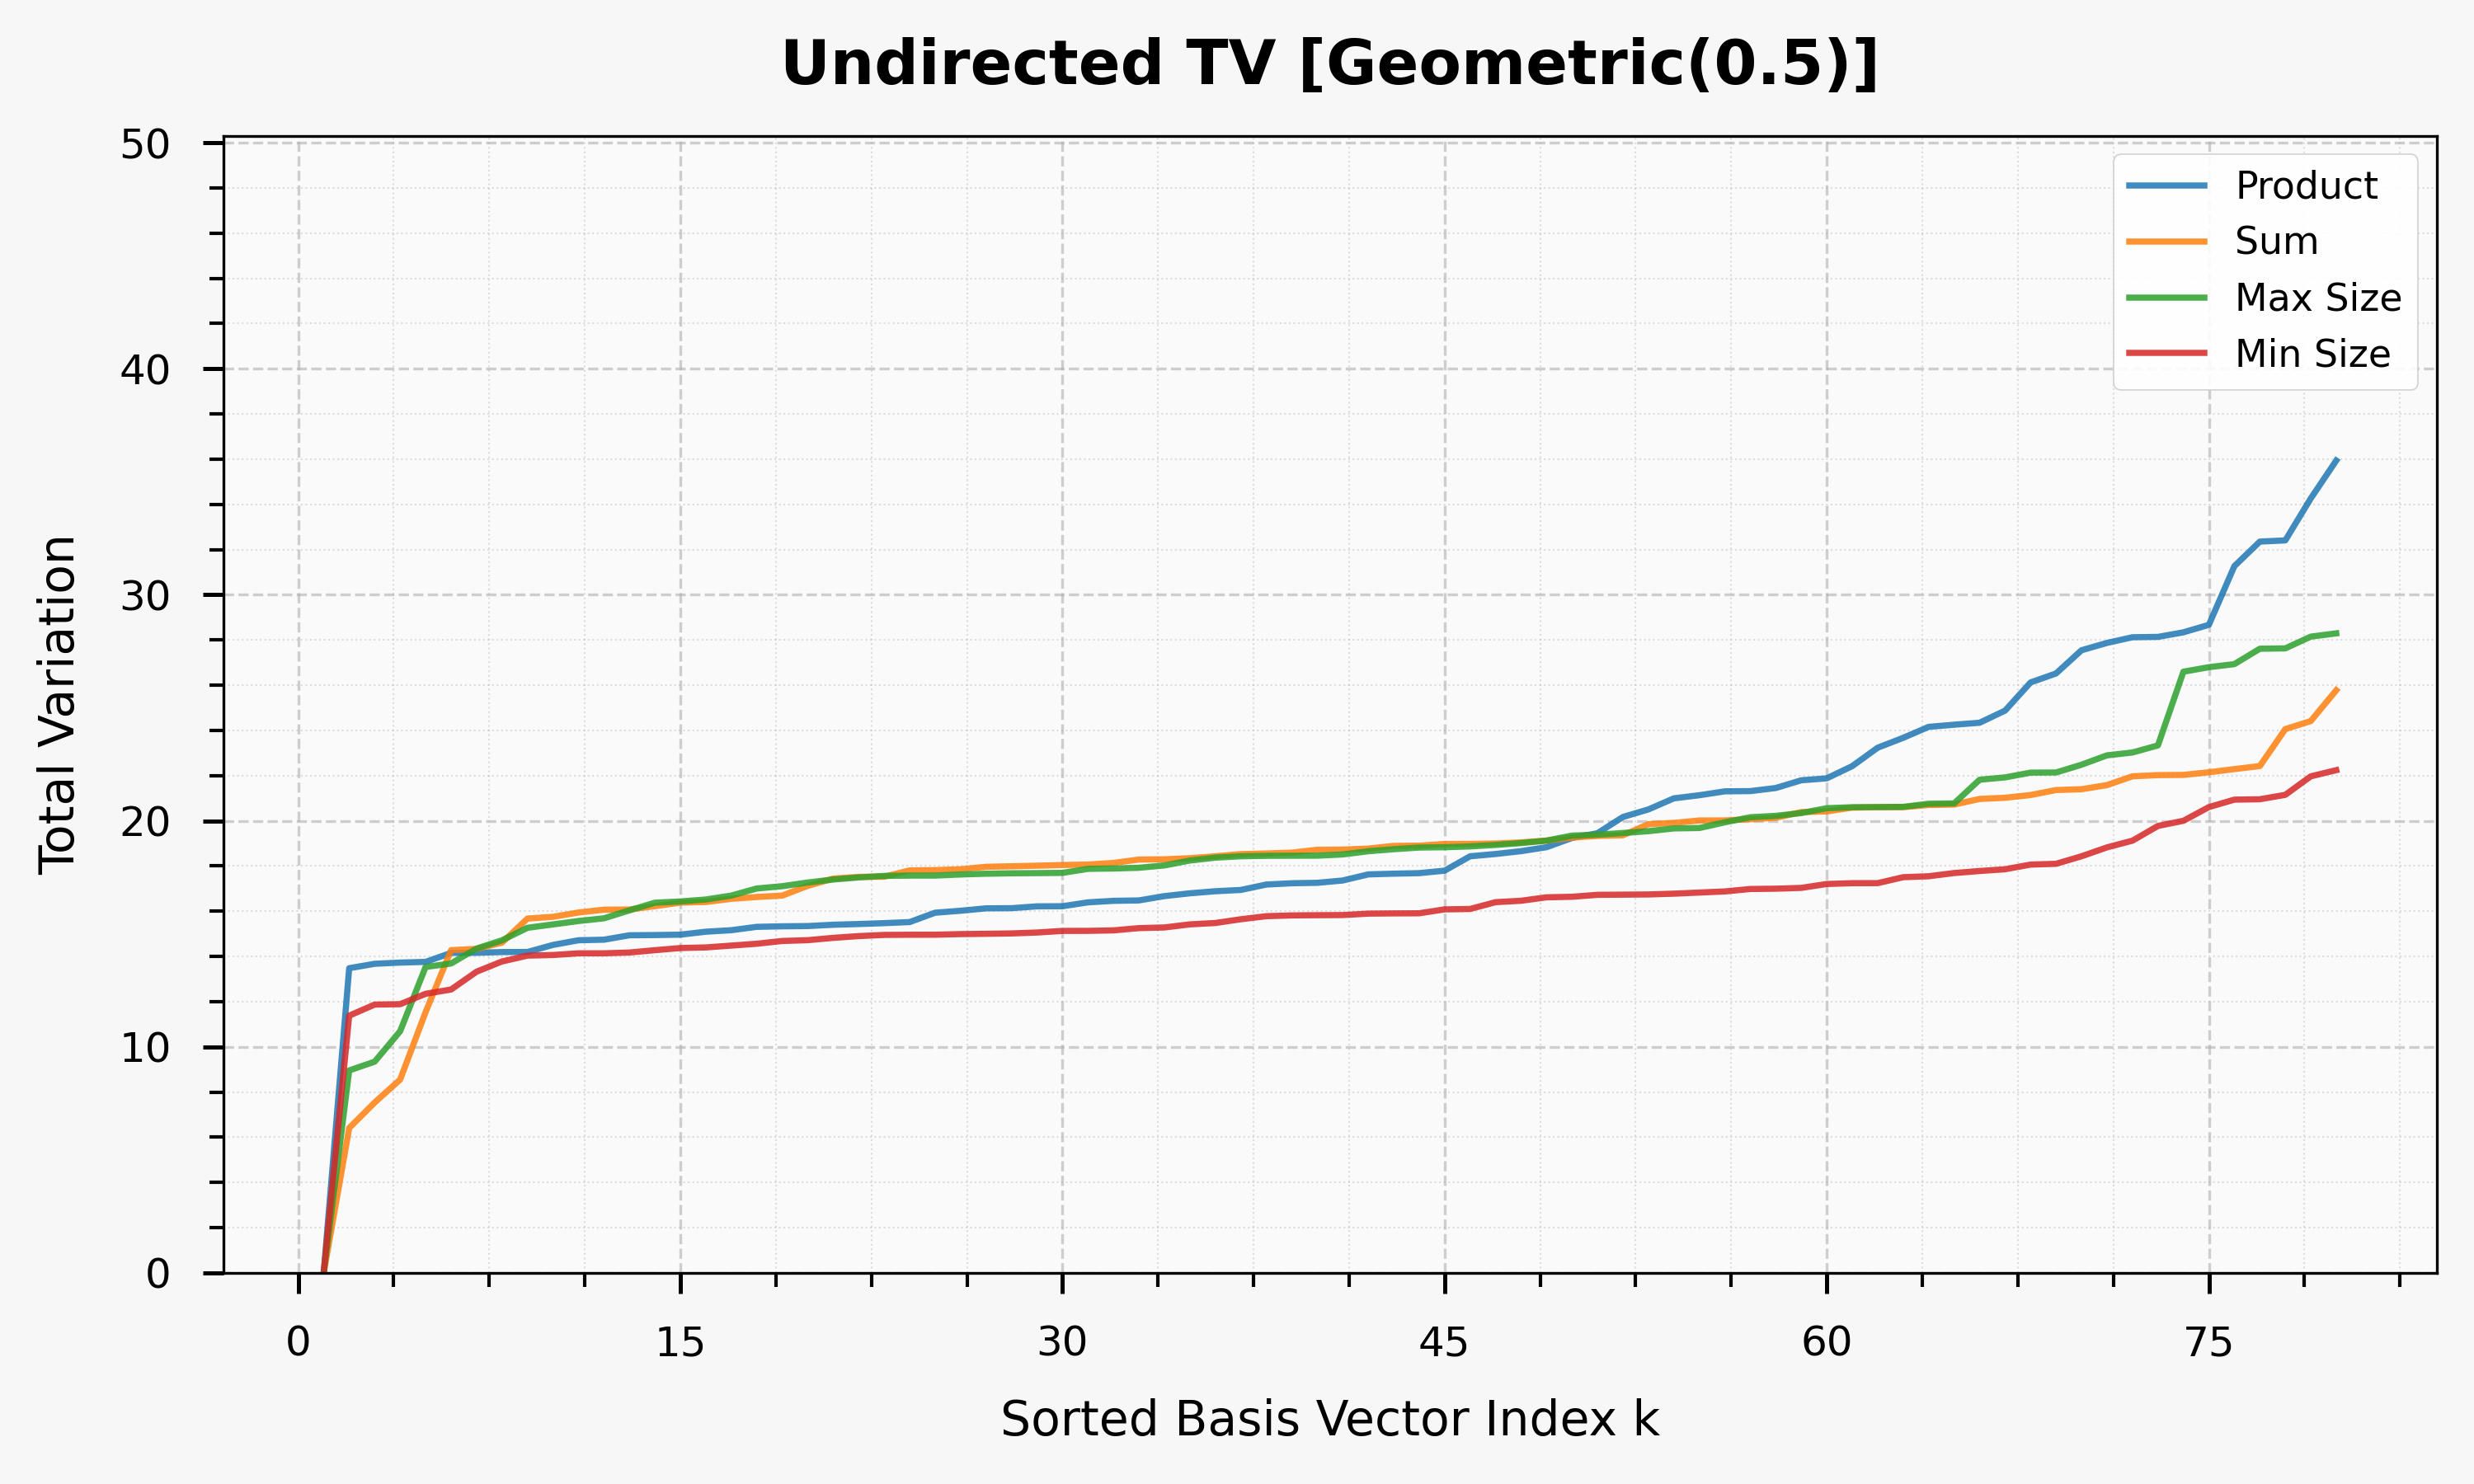 Undirected TV [Geometric(0.5)]
50
40
30
20
10
0
Total Variation
Product
Sum
Max Size
Min Size
0 15 30 45 60 75
Sorted Basis Vector Index k